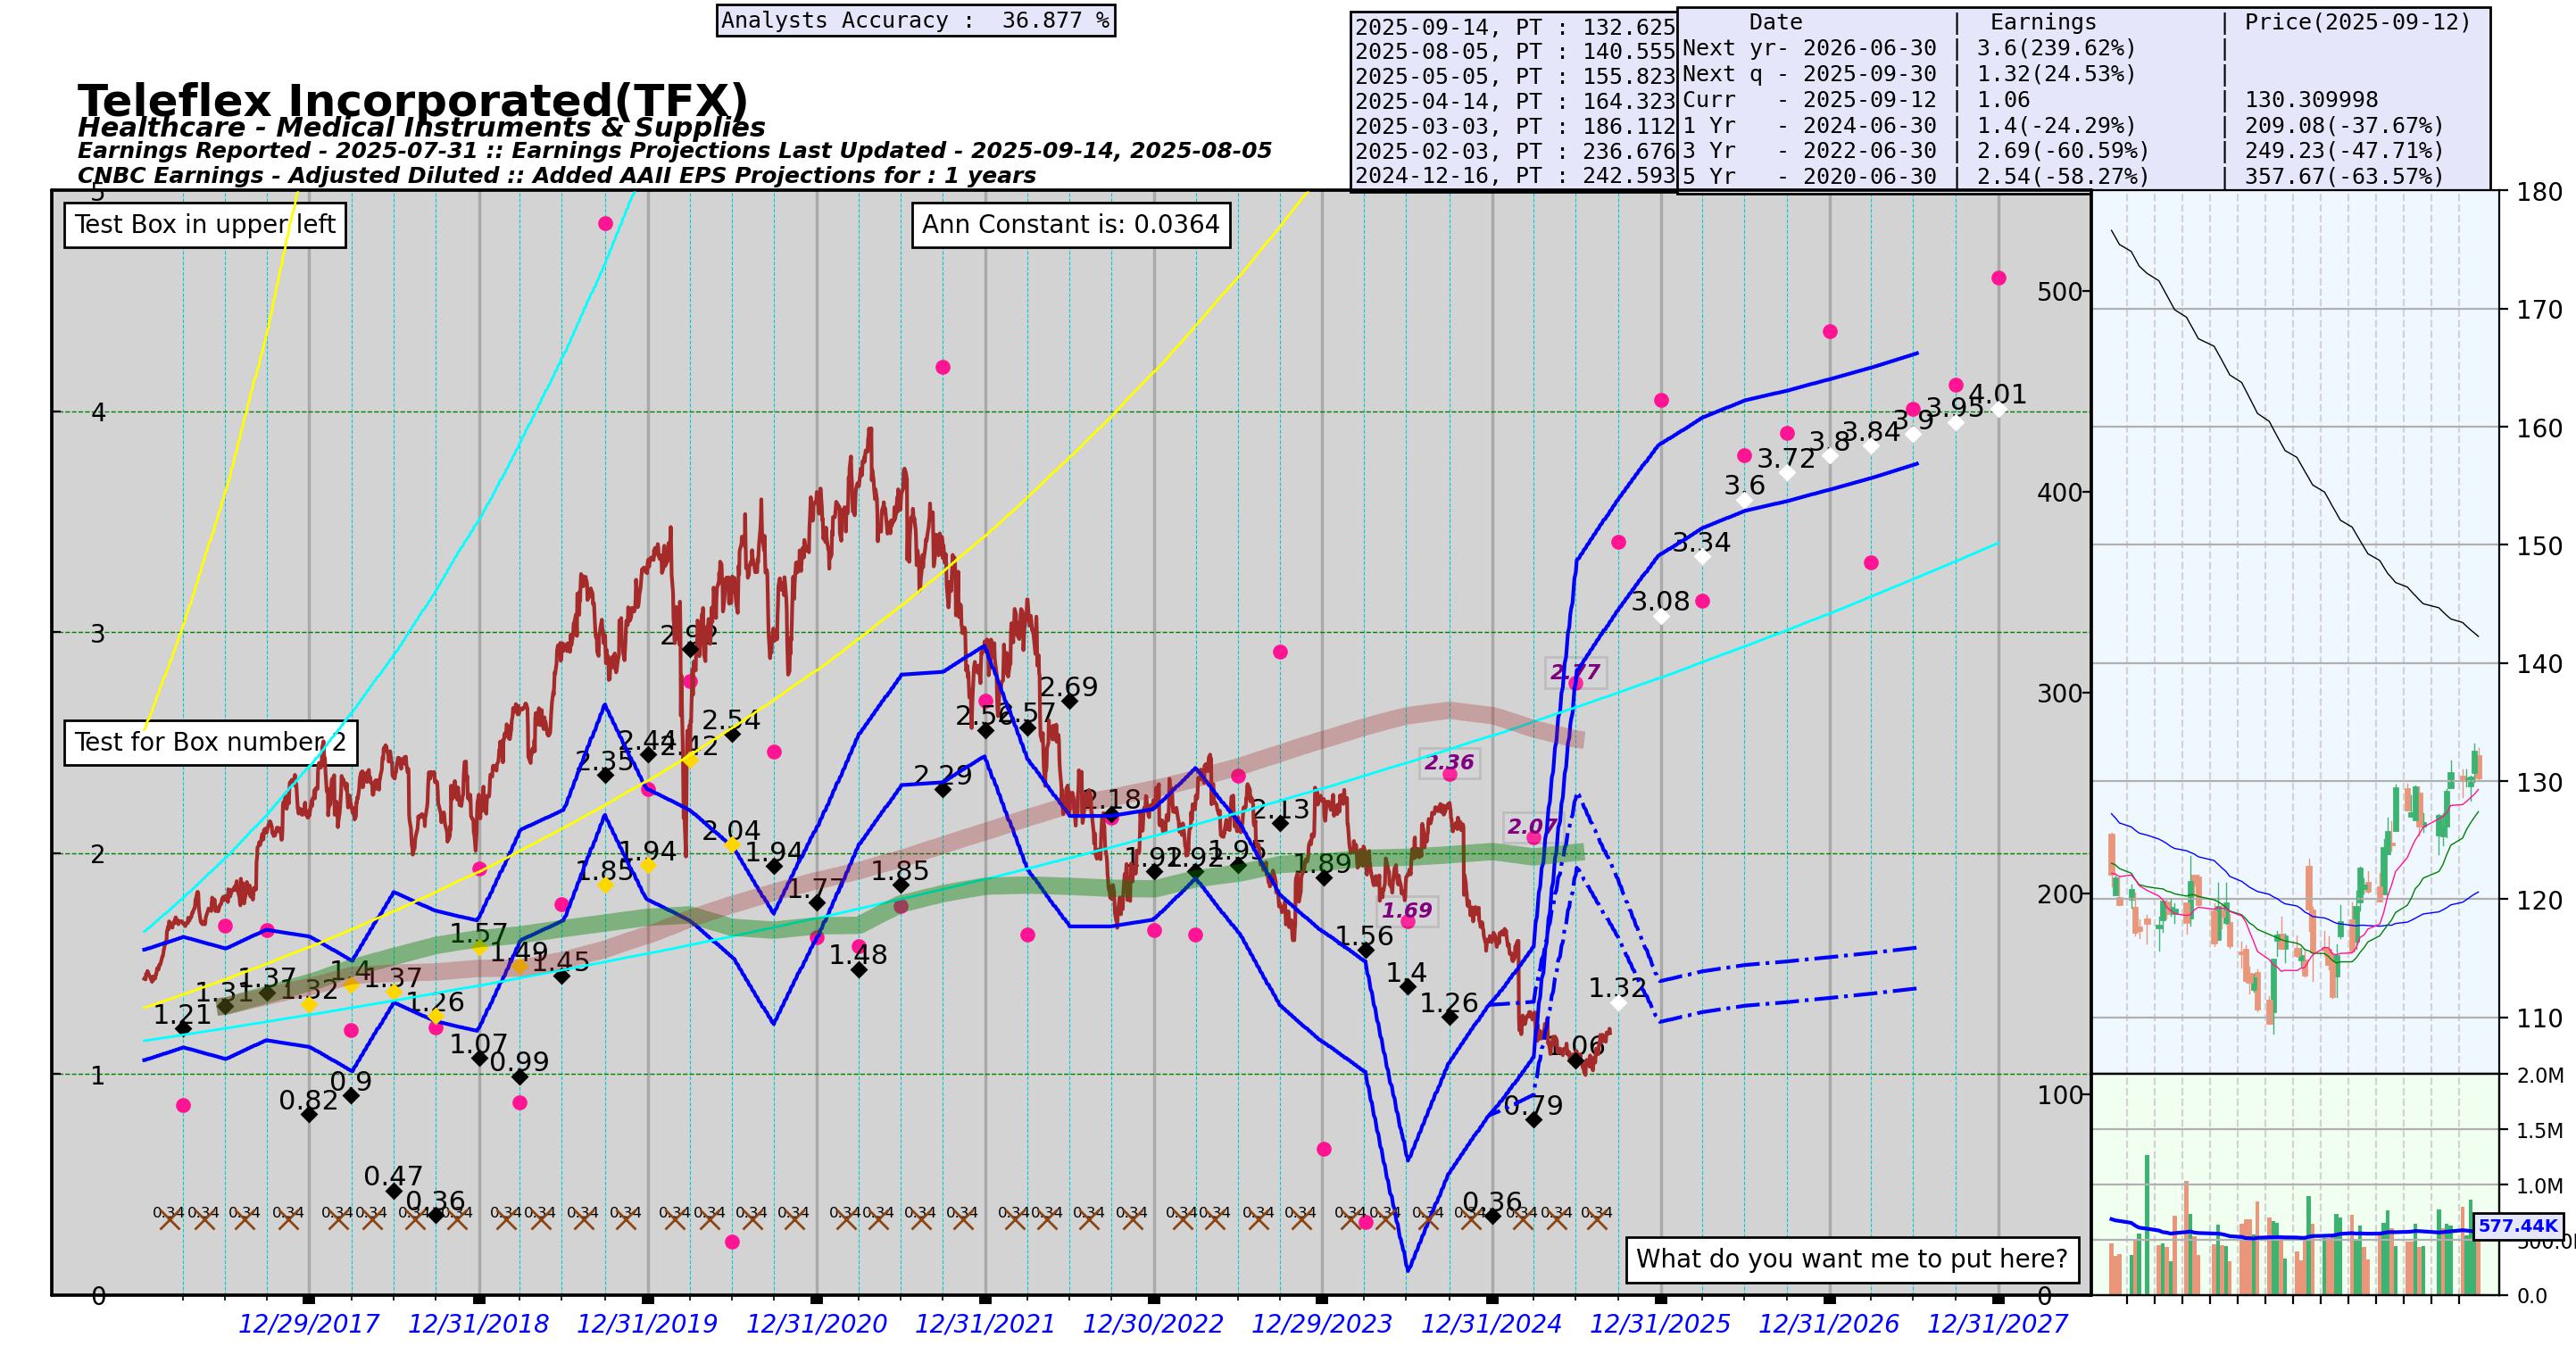 Analysts Accuracy :  36.877 %
2025-09-14, PT : 132.625
2025-08-05, PT : 140.555
2025-05-05, PT : 155.823
2025-04-14, PT : 164.323
2025-03-03, PT : 186.112
2025-02-03, PT : 236.676
2024-12-16, PT : 242.593
Date | Earnings | Price(2025-09-12)
Next yr- 2026-06-30 | 3.6(239.62%) |
Next q - 2025-09-30 | 1.32(24.53%) |
Curr - 2025-09-12 | 1.06 | 130.309998
1 Yr - 2024-06-30 | 1.4(-24.29%) | 209.08(-37.67%)
3 Yr - 2022-06-30 | 2.69(-60.59%) | 249.23(-47.71%)
5 Yr - 2020-06-30 | 2.54(-58.27%) | 357.67(-63.57%)
Teleflex Incorporated(TFX)
Healthcare - Medical Instruments & Supplies
Earnings Reported - 2025-07-31 :: Earnings Projections Last Updated - 2025-09-14, 2025-08-05
CNBC Earnings - Adjusted Diluted :: Added AAII EPS Projections for : 1 years
Test Box in upper left
Ann Constant is: 0.0364
Test for Box number 2
What do you want me to put here?
5
4
3
2
1
0
500
400
300
200
100
0
180
170
160
150
140
130
120
110
2.0M
1.5M
1.0M
577.44K
0.0
1.21
1.31
1.37
1.32
0.82
1.4
0.9
1.37
0.47
1.26
0.36
1.57
1.07
1.49
0.99
1.45
2.35
1.85
2.44
1.94
2.92
2.42
2.54
2.04
1.94
1.77
1.48
1.85
2.29
2.56
2.57
2.69
2.18
1.92
1.92
1.95
2.13
1.89
1.56
1.4
1.69
1.26
2.36
0.36
0.79
2.07
1.06
2.77
1.32
3.08
3.34
3.6
3.72
3.8
3.84
3.9
3.95
4.01
0.34 0.34 0.34 0.34 0.34 0.34 0.34 0.34 0.34 0.34 0.34 0.34 0.34 0.34 0.34 0.34 0.34 0.34 0.34 0.34 0.34 0.34 0.34 0.34 0.34 0.34 0.34 0.34 0.34 0.34 0.34 0.34 0.34 0.34 0.34
12/29/2017 12/31/2018 12/31/2019 12/31/2020 12/31/2021 12/30/2022 12/29/2023 12/31/2024 12/31/2025 12/31/2026 12/31/2027